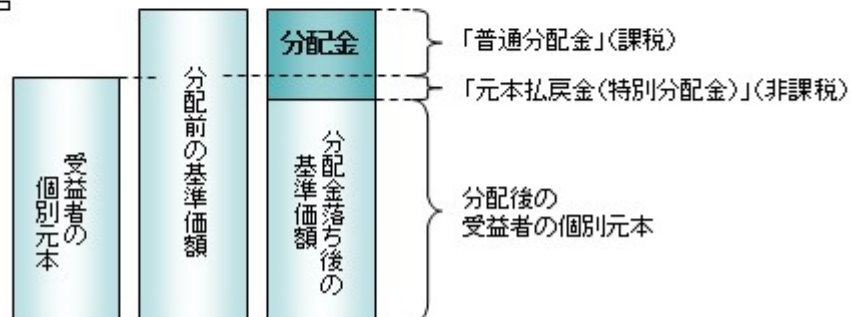 分配金
「普通分配金」(課税)
「元本払戻金(特別分配金)」(非課税)
受益者の
個別元本
分配前の基準価額
分配金落ち後の
基準価額
分配後の
受益者の個別元本